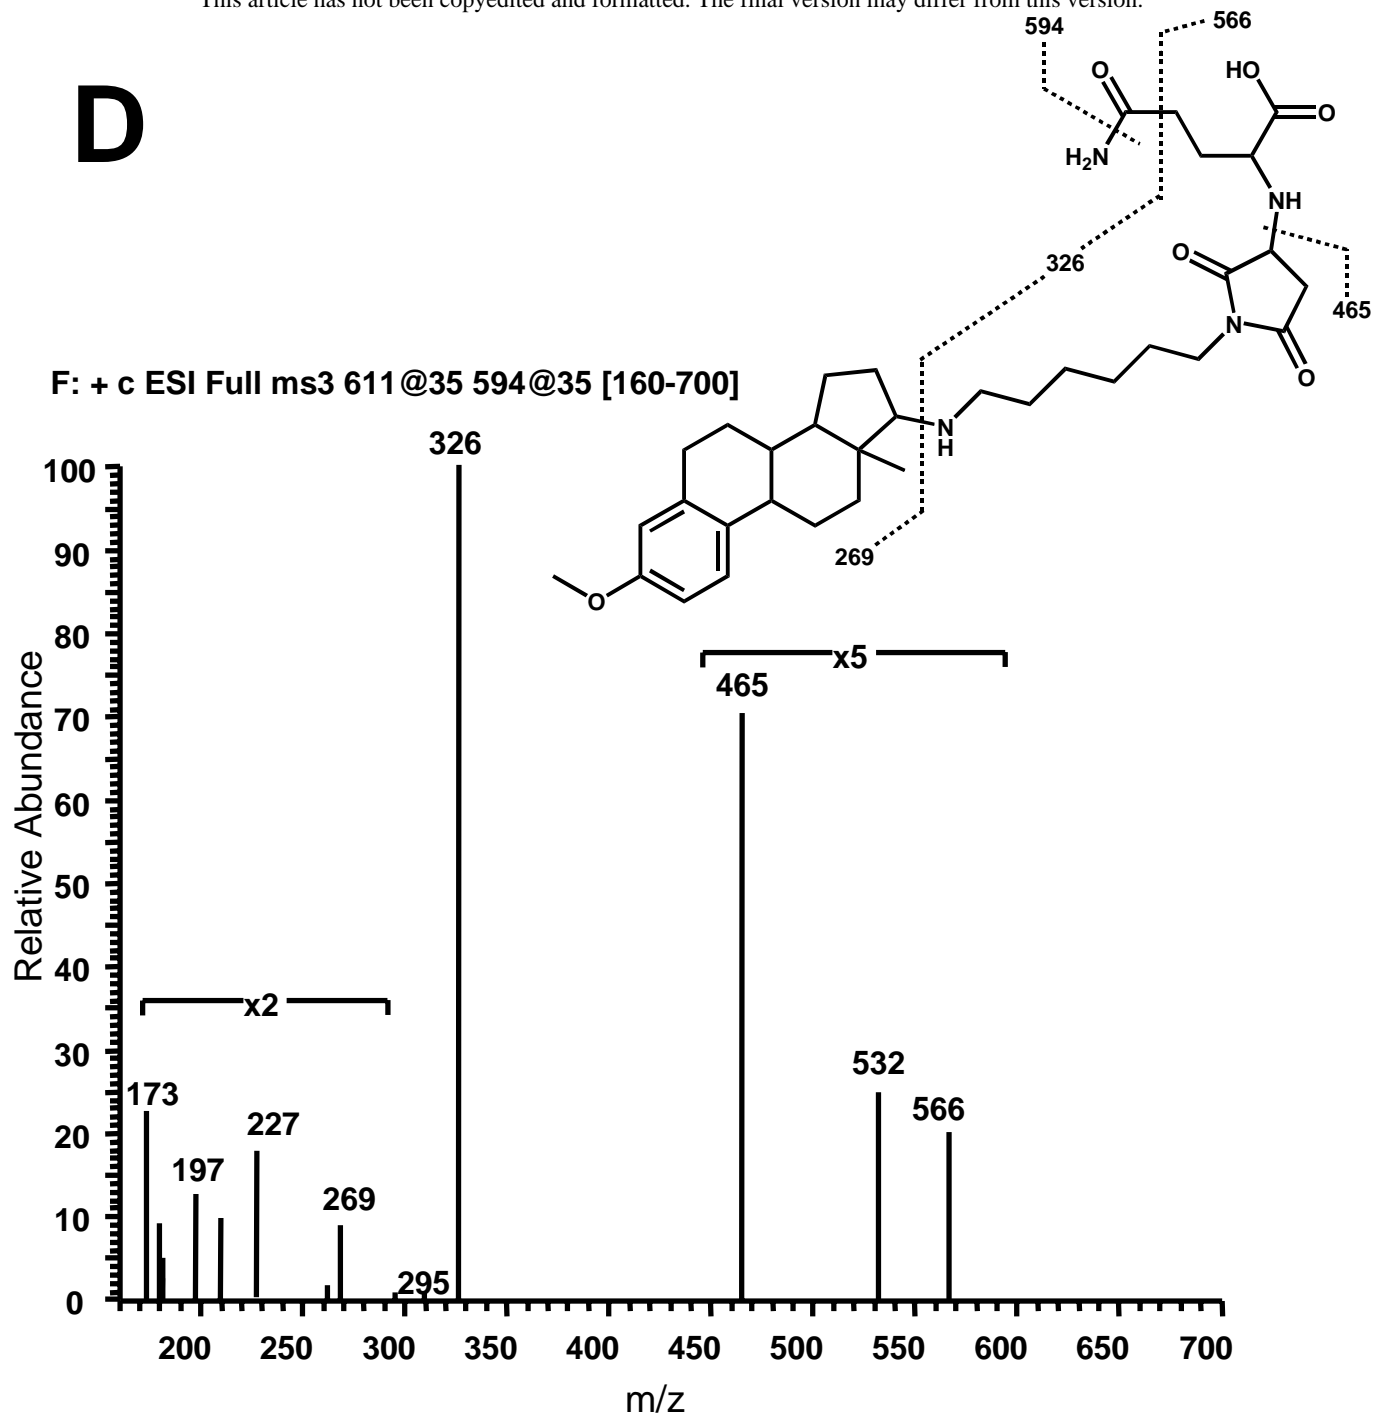 This article has not been copyedited and formatted. The final version may differ from this version.
D
594
566
O
HO
O
H2N
NH
O
326
465
N
O
F: + c ESI Full ms3 611@35 594@35 [160-700]
N
H
269
O
326
100
90
80
70
60
50
40
30
20
10
0
Relative Abundance
x5
465
x2
173
197
227
269
295
532
566
200 250 300 350 400 450 500 550 600 650 700
m/z